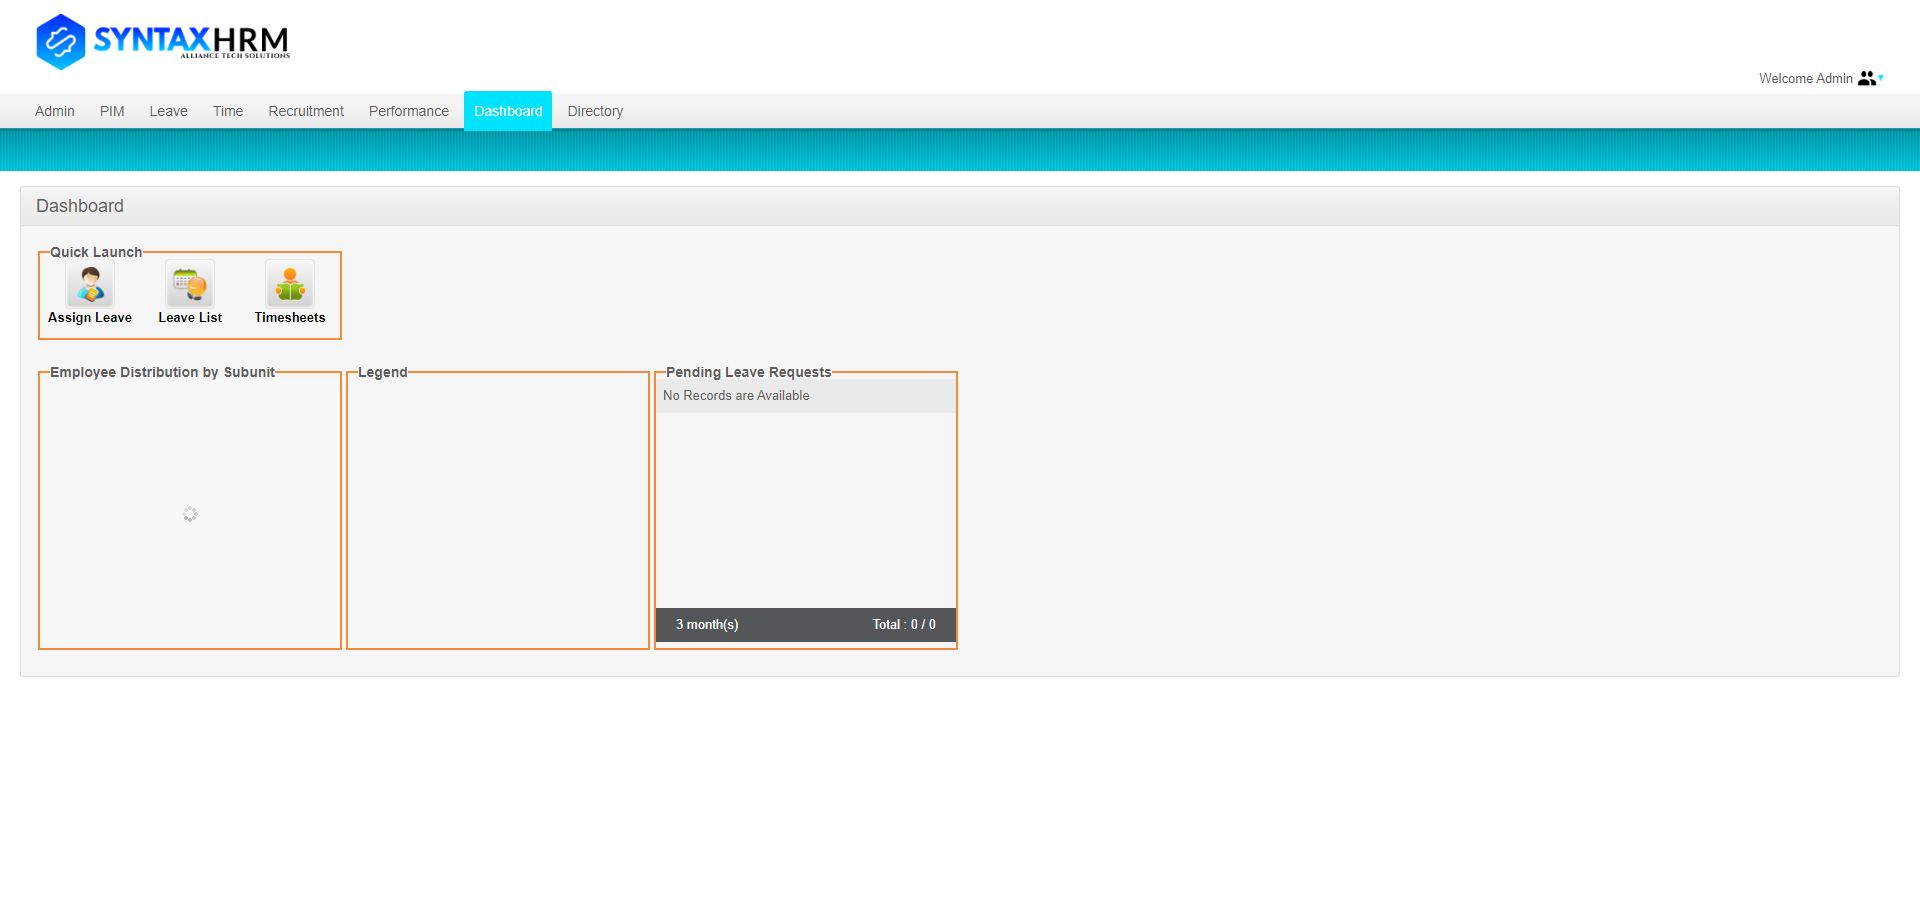 SYNTAXHRM
ALLIANCE TECH SOLUTIONS
Welcome Admin
Admin PIM Leave Time Recruitment Performance Dashboard Directory
Dashboard
Quick Launch
Assign Leave Leave List Timesheets
Employee Distribution by Subunit Legend Pending Leave Requests
No Records are Available
3 month(s) Total : 0 / 0